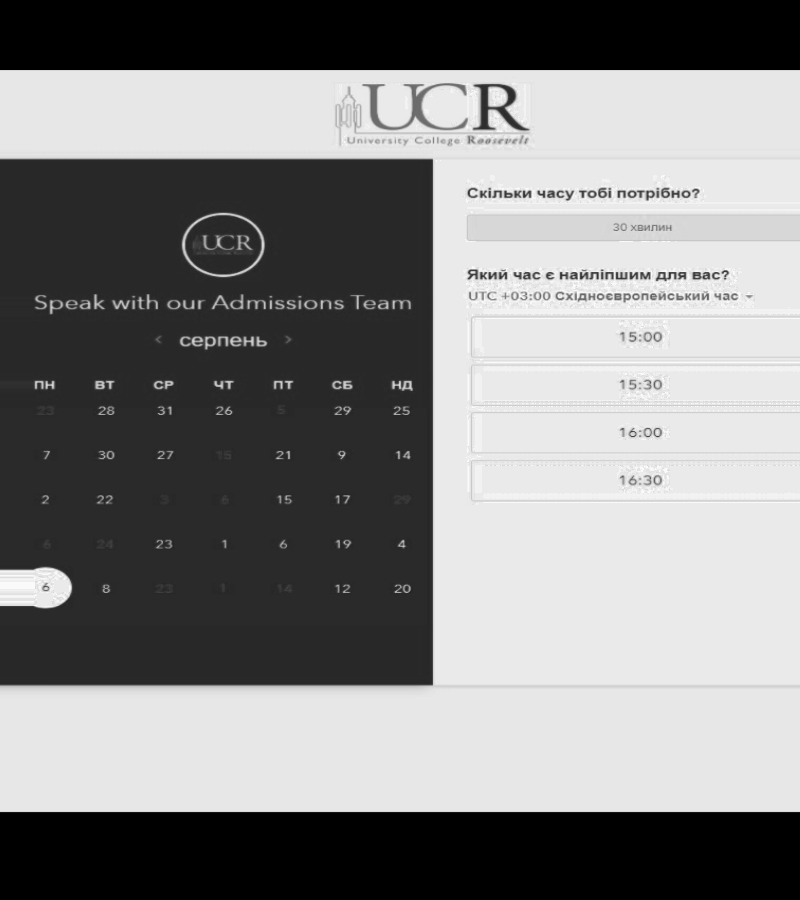 UCR
University College Roosevelt
UCR
Speak with our Admissions Team
< серпень >
ПН ВТ СР ЧТ ПТ СБ НД
23 28 31 26 5 29 25
7 30 27 15 21 9 14
2 22 3 6 15 17 29
6 24 23 1 6 19 4
6 8 23 1 14 12 20
Скільки часу тобі потрібно?
30 хвилин
Який час є найліпшим для вас?
UTC +03:00 Східноєвропейський час
15:00
15:30
16:00
16:30